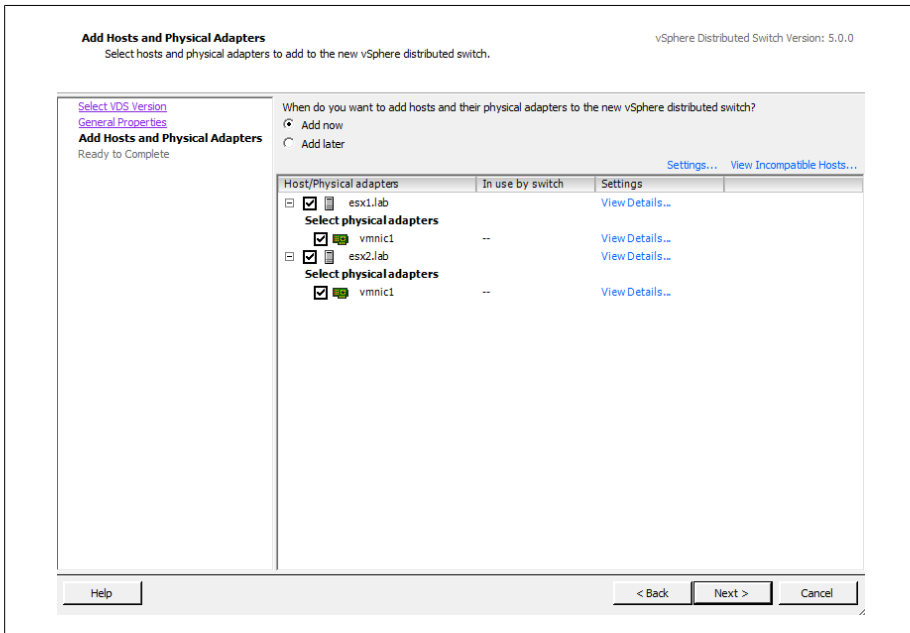 Add Hosts and Physical Adapters
vSphere Distributed Switch Version: 5.0.0
Select hosts and physical adapters to add to the new vSphere distributed switch.
Select VDS Version
General Properties
Add Hosts and Physical Adapters
Ready to Complete
When do you want to add hosts and their physical adapters to the new vSphere distributed switch?
Add now
Add later
Settings... View Incompatible Hosts...
Host/Physical adapters In use by switch Settings
esx1.lab View Details...
Select physical adapters
vmnic1 -- View Details...
esx2.lab View Details...
Select physical adapters
vmnic1 -- View Details...
Help < Back Next > Cancel